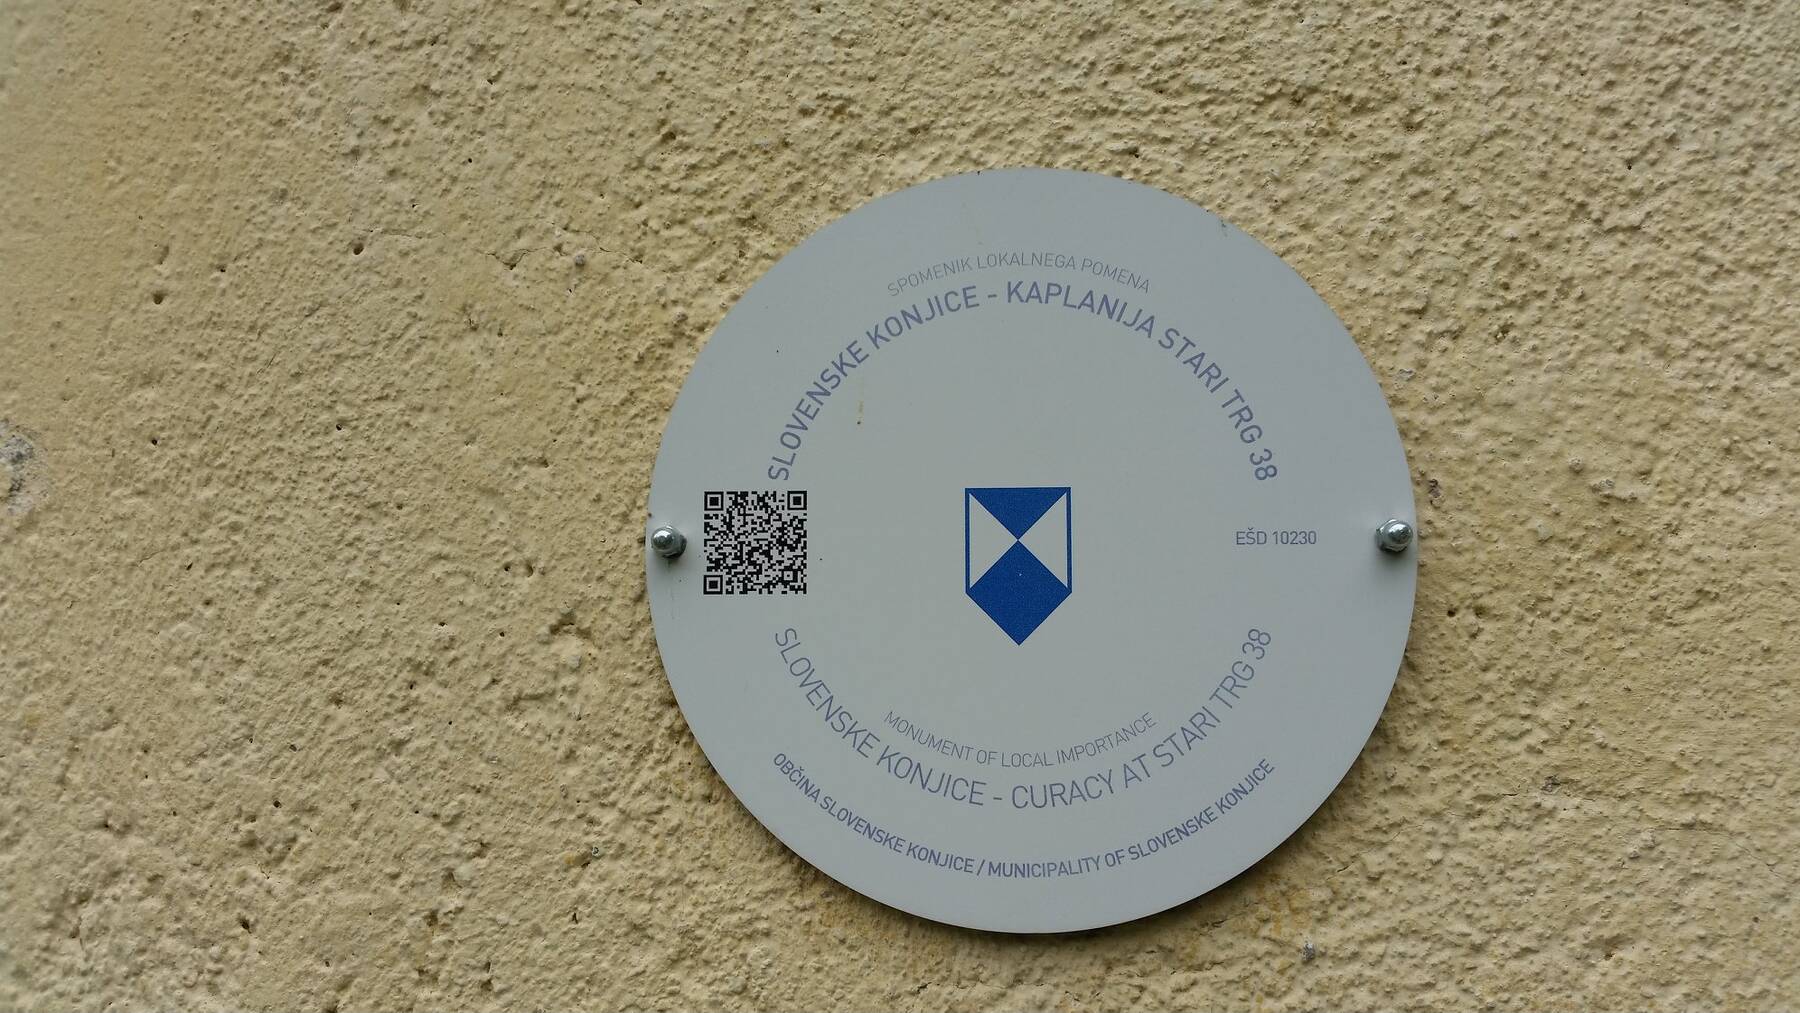 SPOMENIK LOKALNEGA POMENA
SLOVENSKE KONJICE - KAPLANIJA STARI TRG 38
EŠD 10230
MONUMENT OF LOCAL IMPORTANCE
SLOVENSKE KONJICE - CURACY AT STARI TRG 38
OBČINA SLOVENSKE KONJICE / MUNICIPALITY OF SLOVENSKE KONJICE